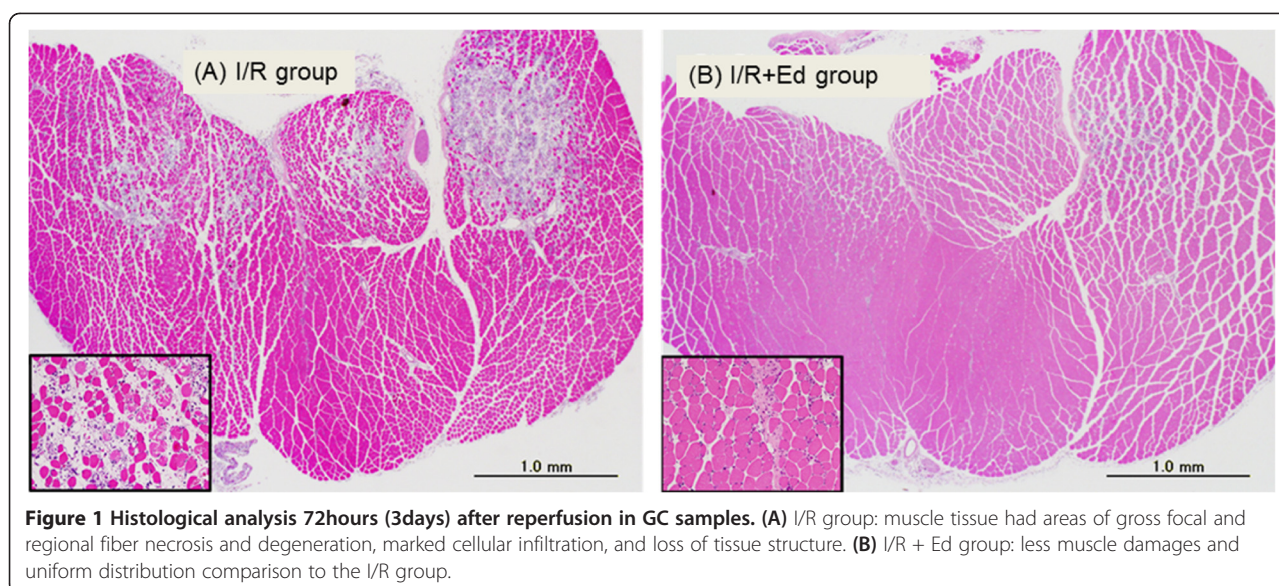 (A) I/R group
(B) I/R+Ed group
1.0 mm
1.0 mm
Figure 1 Histological analysis 72hours (3days) after reperfusion in GC samples. (A) I/R group: muscle tissue had areas of gross focal and
regional fiber necrosis and degeneration, marked cellular infiltration, and loss of tissue structure. (B) I/R + Ed group: less muscle damages and
uniform distribution comparison to the I/R group.